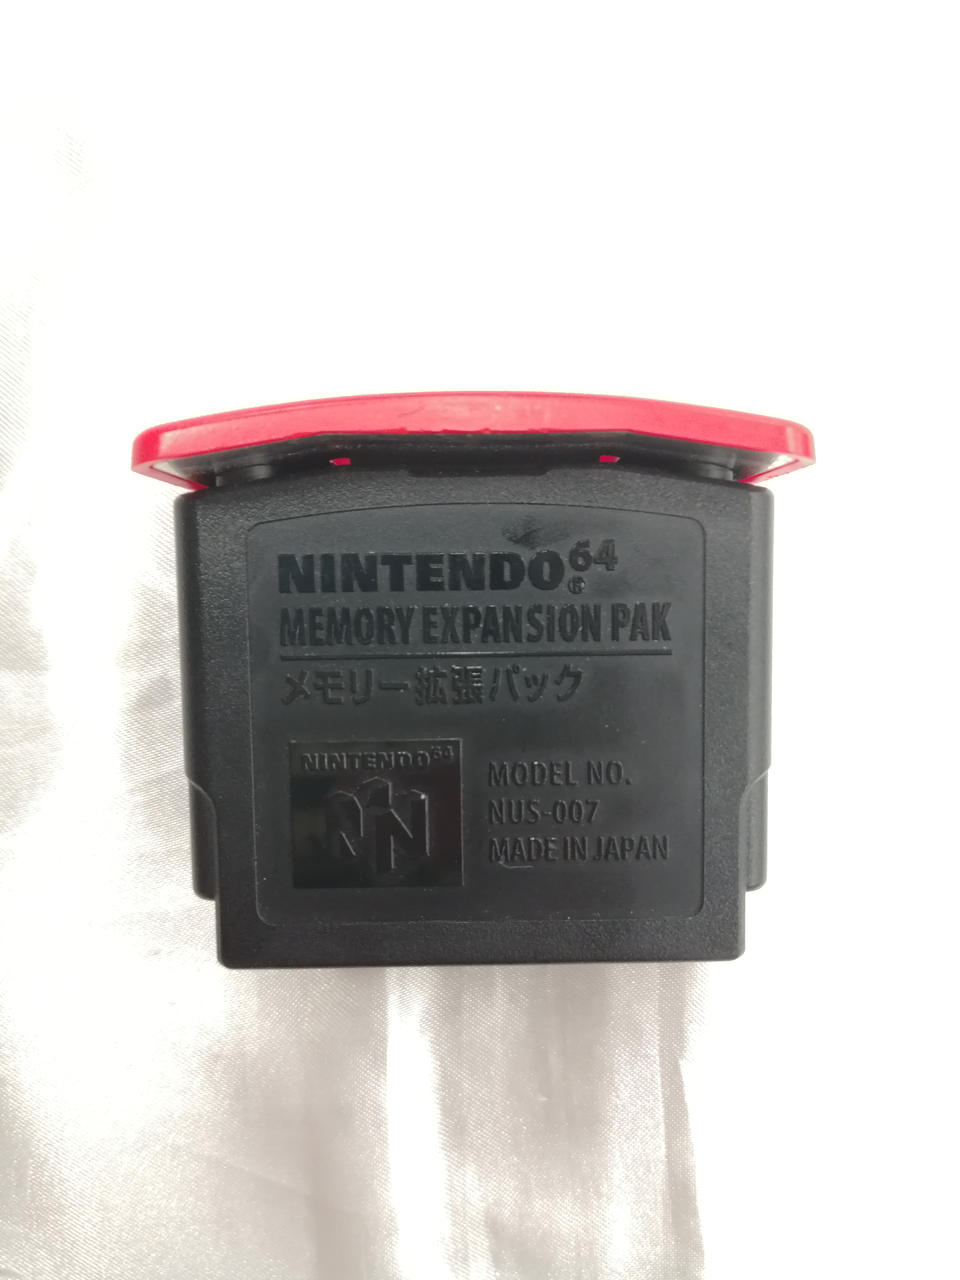 NINTENDO64®
MEMORY EXPANSION PAK
メモリー拡張パック
NINTENDO64
MODEL NO.
NUS-007
MADE IN JAPAN